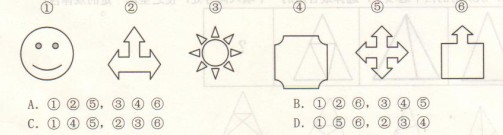 ① ② ③ ④ ⑤ ⑥
A. ① ② ⑤, ③ ④ ⑥ B. ① ② ⑥, ③ ④ ⑤
C. ① ④ ⑤, ② ③ ⑥ D. ① ⑤ ⑥, ② ③ ④